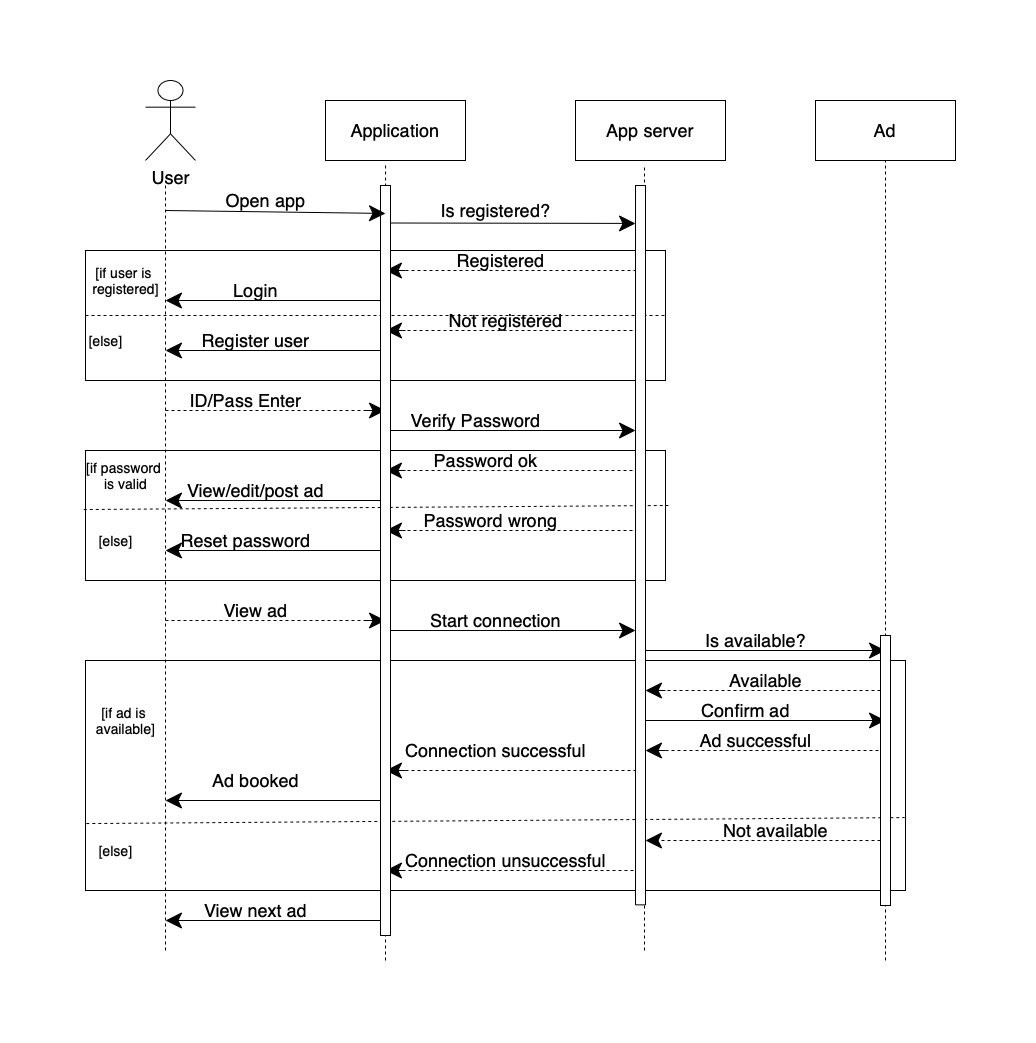 Application
App server
Ad
User
Open app
Is registered?
[if user is
registered]
Registered
Login
Not registered
[else]
Register user
ID/Pass Enter
Verify Password
[if password
is valid
Password ok
View/edit/post ad
Password wrong
[else]
Reset password
View ad
Start connection
Is available?
Available
[if ad is
available]
Confirm ad
Ad successful
Connection successful
Ad booked
Not available
[else]
Connection unsuccessful
View next ad